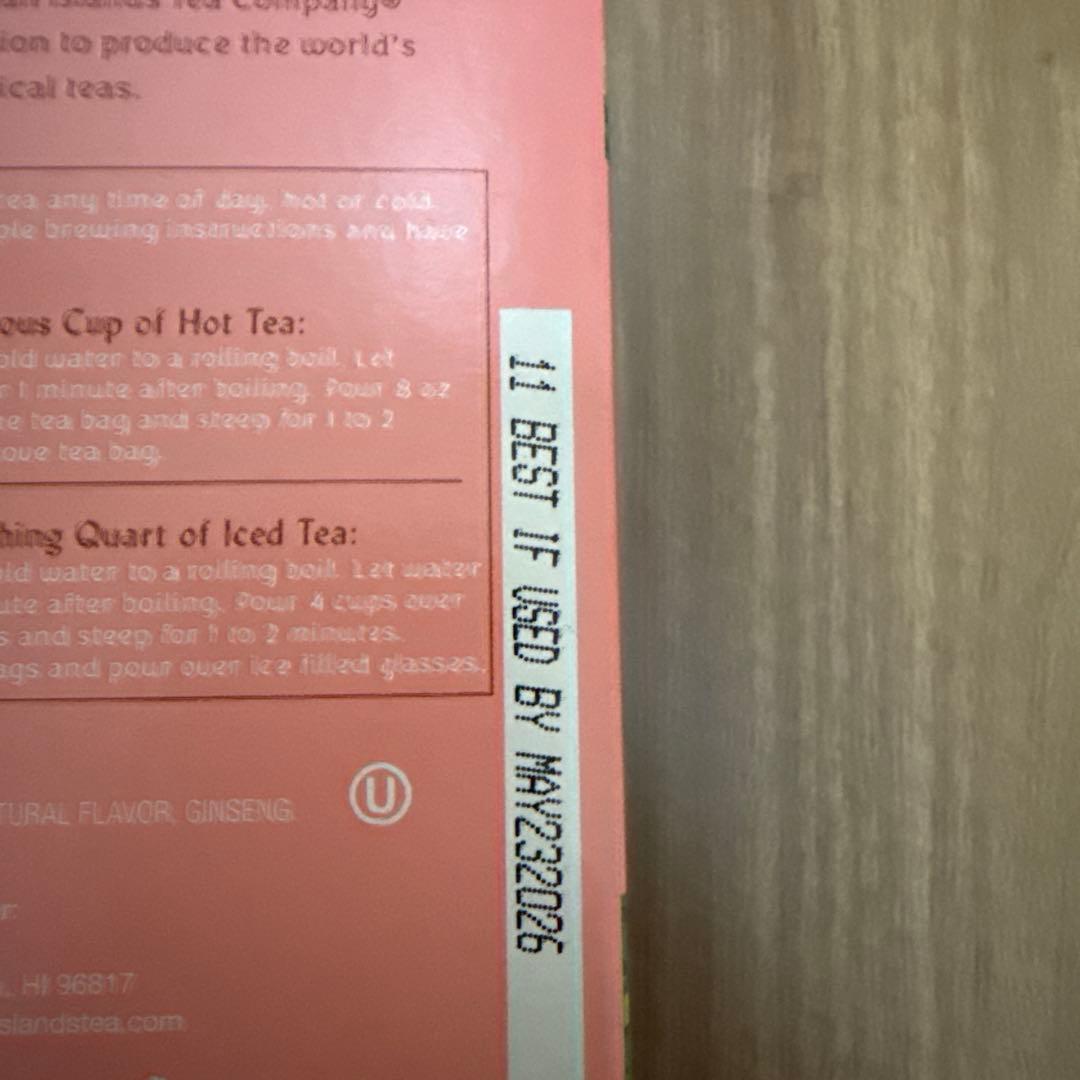 Islands Tea Company®
ion to produce the world's
ical teas.
tea any time of day, hot or cold.
ple brewing instructions and have
ous Cup of Hot Tea:
old water to a rolling boil. Let
r 1 minute after boiling. Pour 8 oz
e tea bag and steep for 1 to 2
ove tea bag.
hing Quart of Iced Tea:
old water to a rolling boil. Let water
ute after boiling. Pour 4 cups over
s and steep for 1 to 2 minutes.
ags and pour over ice filled glasses.
TURAL FLAVOR, GINSENG.
U
r:
, HI 96817
slandstea.com
11 BEST IF USED BY MAY232026